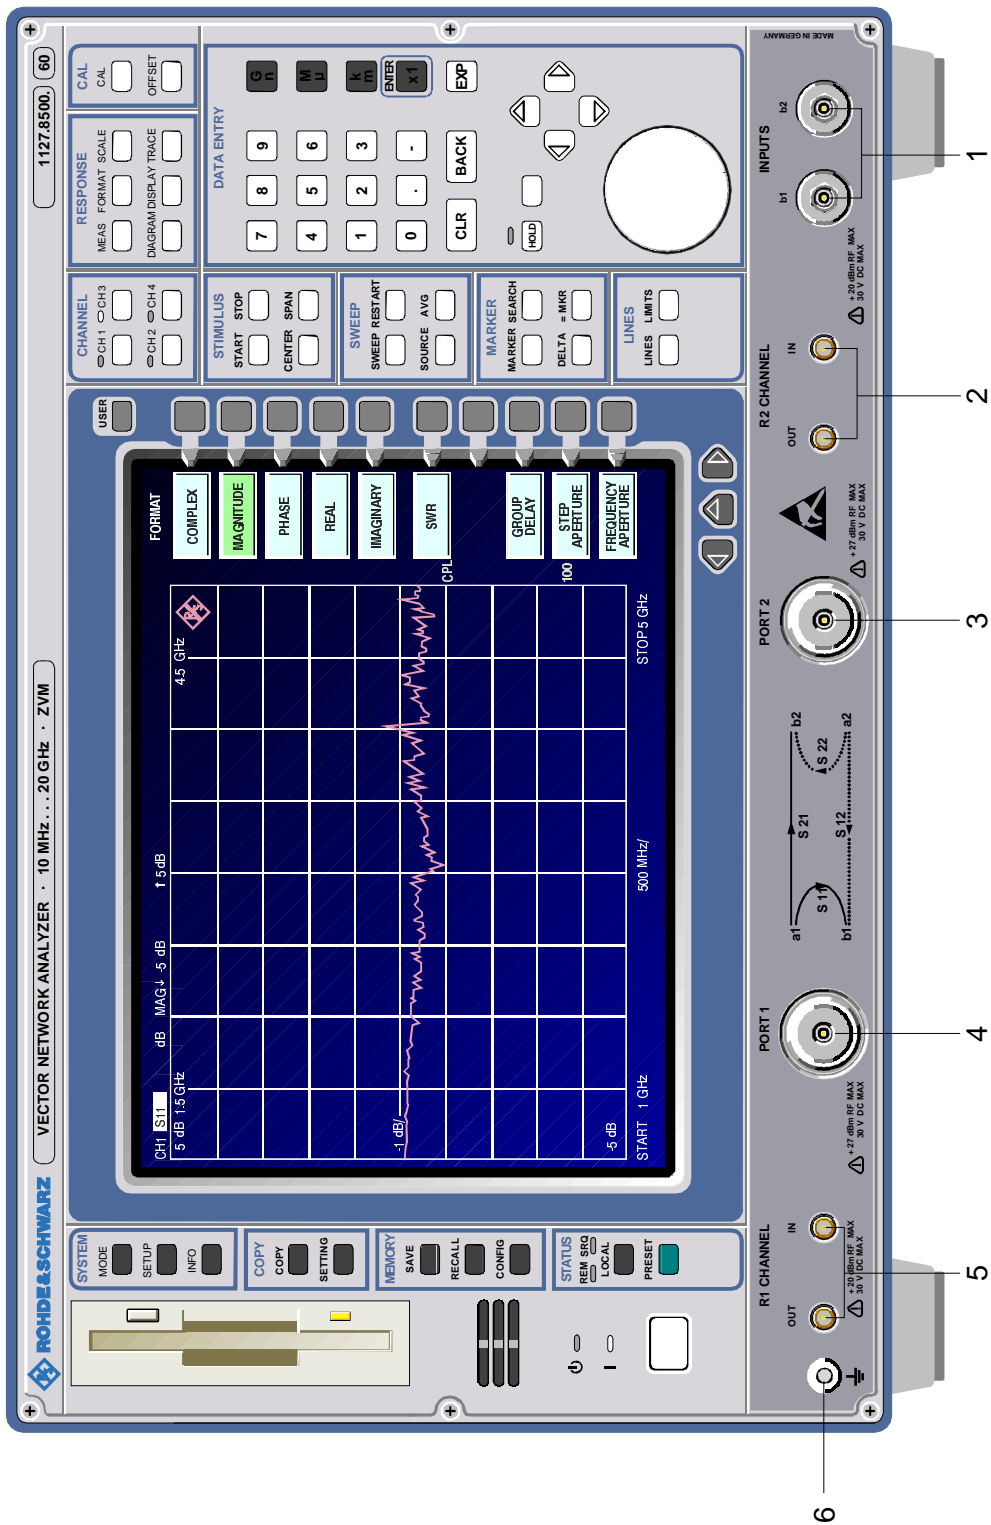 ROHDE&SCHWARZ
VECTOR NETWORK ANALYZER · 10 MHz . . . 20 GHz · ZVM
1127.8500. 60
SYSTEM
MODE
SETUP
INFO
COPY
COPY
SETTING
MEMORY
SAVE
RECALL
CONFIG
STATUS
REM SRQ
LOCAL
PRESET
CH1 S11 dB MAG↓ -5 dB ↑ 5 dB
5 dB 1.5 GHz 4.5 GHz
-1 dB/
CPL
100
-5 dB
START 1 GHz 500 MHz/ STOP 5 GHz
FORMAT
COMPLEX
MAGNITUDE
PHASE
REAL
IMAGINARY
SWR
GROUP DELAY
STEP APERTURE
FREQUENCY APERTURE
USER
CHANNEL
CH 1 CH 3
CH 2 CH 4
STIMULUS
START STOP
CENTER SPAN
SWEEP
SWEEP RESTART
SOURCE AVG
MARKER
MARKER SEARCH
DELTA = MKR
LINES
LINES LIMITS
RESPONSE
MEAS FORMAT SCALE
DIAGRAM DISPLAY TRACE
CAL
CAL
OFFSET
DATA ENTRY
7 8 9 G n
4 5 6 M µ
1 2 3 k m
0 . - ENTER x1
CLR BACK EXP
HOLD
R1 CHANNEL
OUT IN
+ 20 dBm RF MAX
30 V DC MAX
PORT 1
+ 27 dBm RF MAX
30 V DC MAX
a1 S 21 b2
S 11 S 22
b1 S 12 a2
PORT 2
+ 27 dBm RF MAX
30 V DC MAX
R2 CHANNEL
OUT IN
+ 20 dBm RF MAX
30 V DC MAX
INPUTS
b1 b2
MADE IN GERMANY
6 5 4 3 2 1